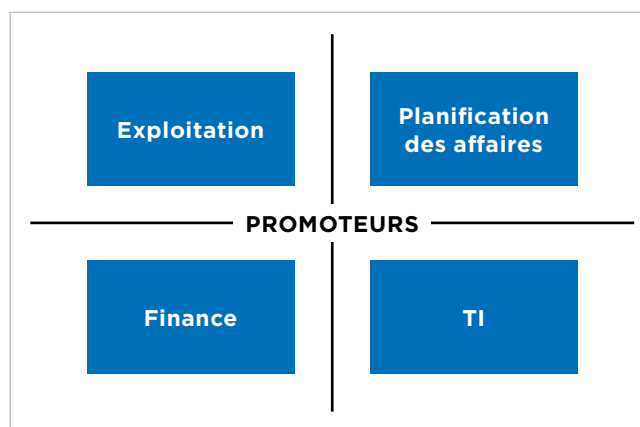 Exploitation
Planification
des affaires
PROMOTEURS
Finance
TI